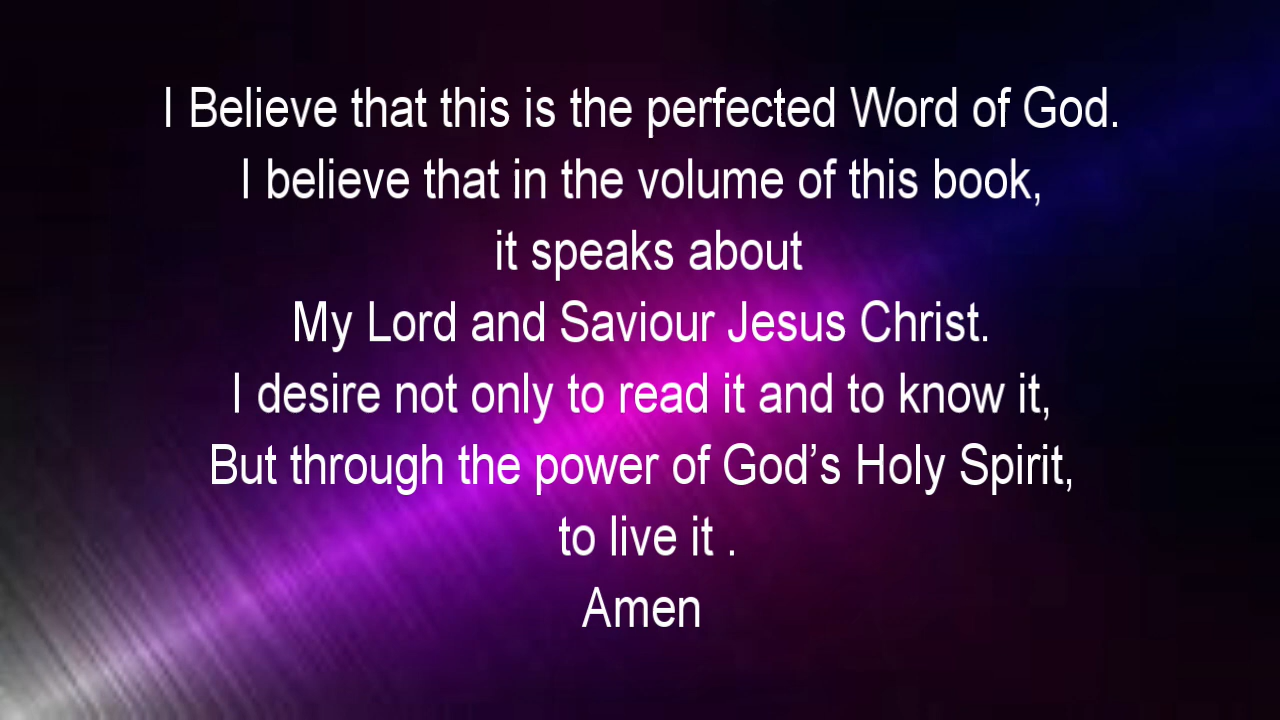 I Believe that this is the perfected Word of God.
I believe that in the volume of this book,
it speaks about
My Lord and Saviour Jesus Christ.
I desire not only to read it and to know it,
But through the power of God’s Holy Spirit,
to live it .
Amen